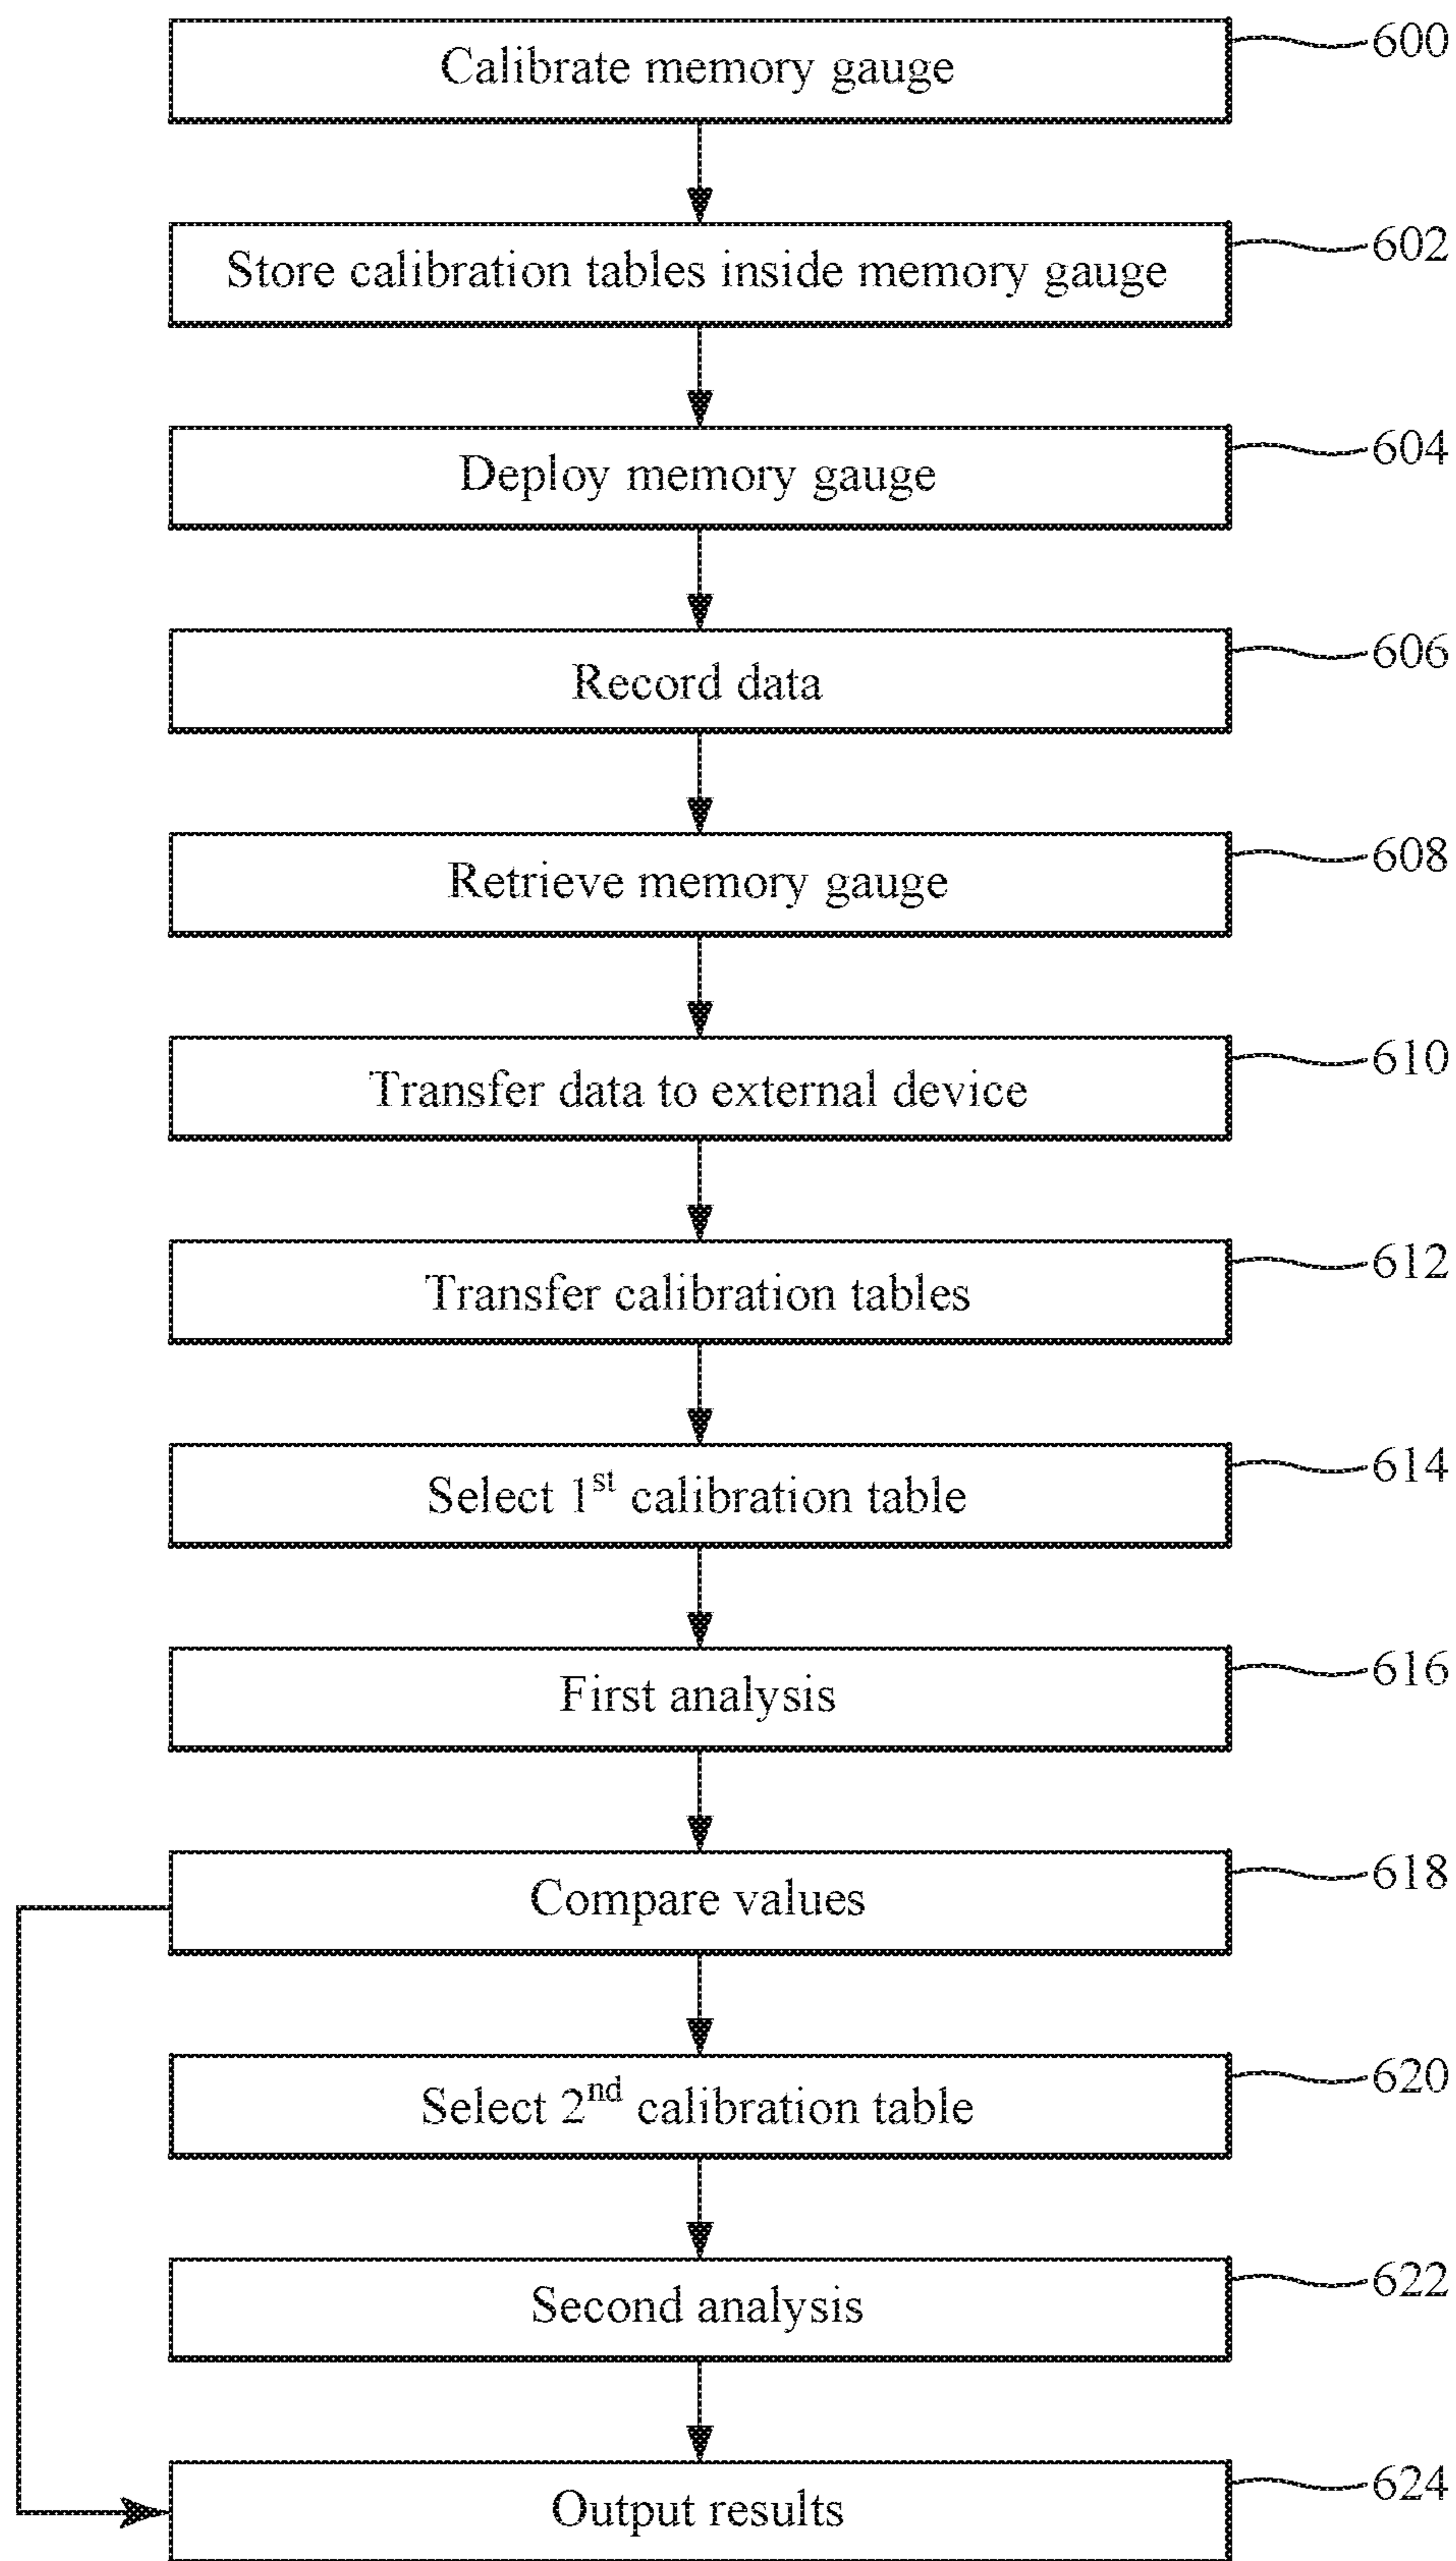 Calibrate memory gauge 600
Store calibration tables inside memory gauge 602
Deploy memory gauge 604
Record data 606
Retrieve memory gauge 608
Transfer data to external device 610
Transfer calibration tables 612
Select 1st calibration table 614
First analysis 616
Compare values 618
Select 2nd calibration table 620
Second analysis 622
Output results 624